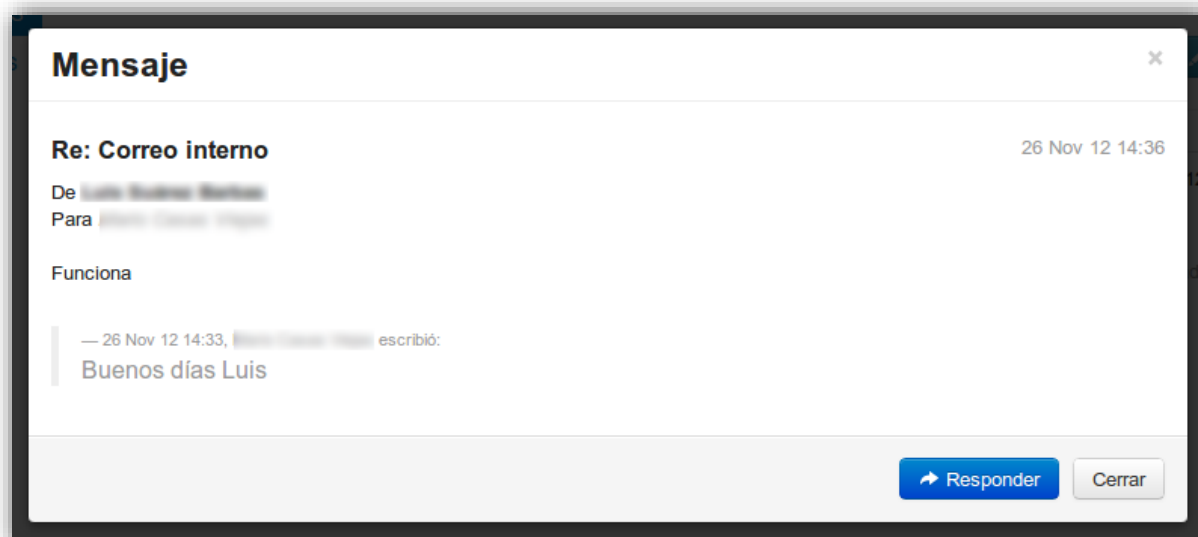 Mensaje
×
Re: Correo interno
26 Nov 12 14:36
De
Para
Funciona
— 26 Nov 12 14:33, escribió:
Buenos días Luis
Responder
Cerrar